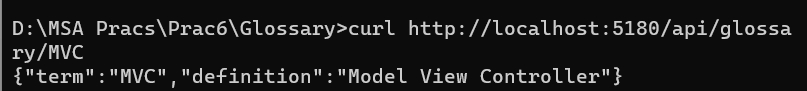 D:\MSA Pracs\Prac6\Glossary>curl http://localhost:5180/api/glossa
ry/MVC
{"term":"MVC","definition":"Model View Controller"}